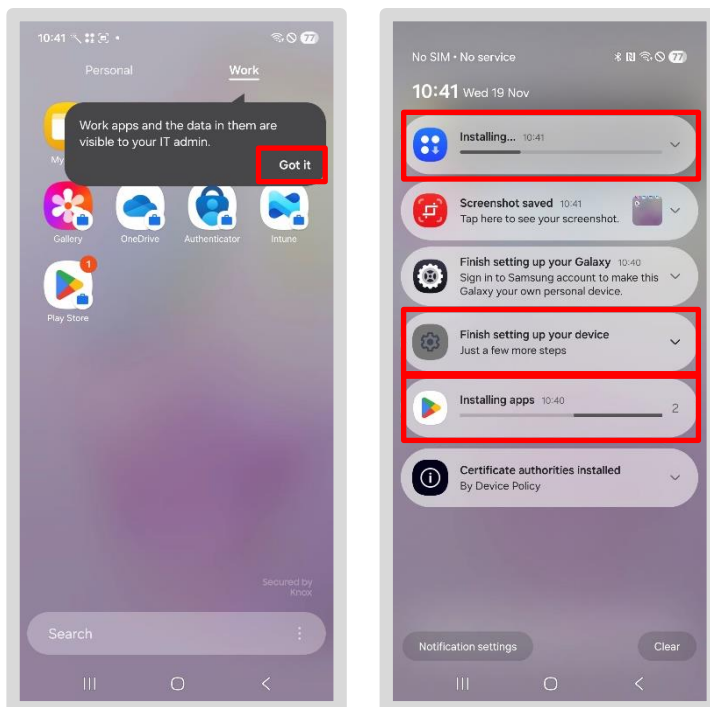 10:41
77
Personal
Work
Work apps and the data in them are
visible to your IT admin.
Got it
My
Gallery
OneDrive
Authenticator
Intune
1
Play Store
Secured by
Knox
Search
No SIM • No service
77
10:41 Wed 19 Nov
Installing... 10:41
Screenshot saved 10:41
Tap here to see your screenshot.
Finish setting up your Galaxy 10:40
Sign in to Samsung account to make this
Galaxy your own personal device.
Finish setting up your device
Just a few more steps
Installing apps 10:40
2
Certificate authorities installed
By Device Policy
Notification settings
Clear